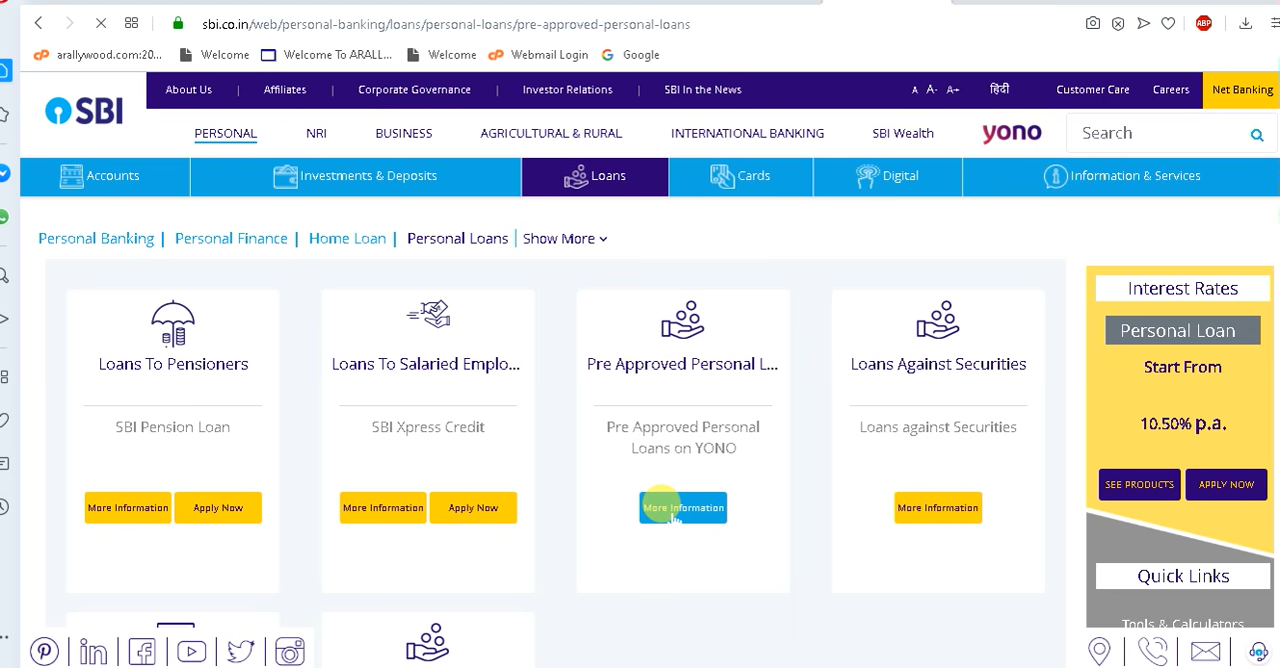 sbi.co.in/web/personal-banking/loans/personal-loans/pre-approved-personal-loans
ABP
arallywood.com:20... Welcome Welcome To ARALL... Welcome Webmail Login Google
About Us | Affiliates | Corporate Governance | Investor Relations | SBI In the News A A- A+ हिंदी Customer Care Careers Net Banking
SBI
PERSONAL NRI BUSINESS AGRICULTURAL & RURAL INTERNATIONAL BANKING SBI Wealth yono Search
Accounts Investments & Deposits Loans Cards Digital Information & Services
Personal Banking | Personal Finance | Home Loan | Personal Loans | Show More
Loans To Pensioners
SBI Pension Loan
More Information Apply Now
Loans To Salaried Emplo...
SBI Xpress Credit
More Information Apply Now
Pre Approved Personal L...
Pre Approved Personal
Loans on YONO
More Information
Loans Against Securities
Loans against Securities
More Information
Interest Rates
Personal Loan
Start From
10.50% p.a.
SEE PRODUCTS APPLY NOW
Quick Links
Tools & Calculators